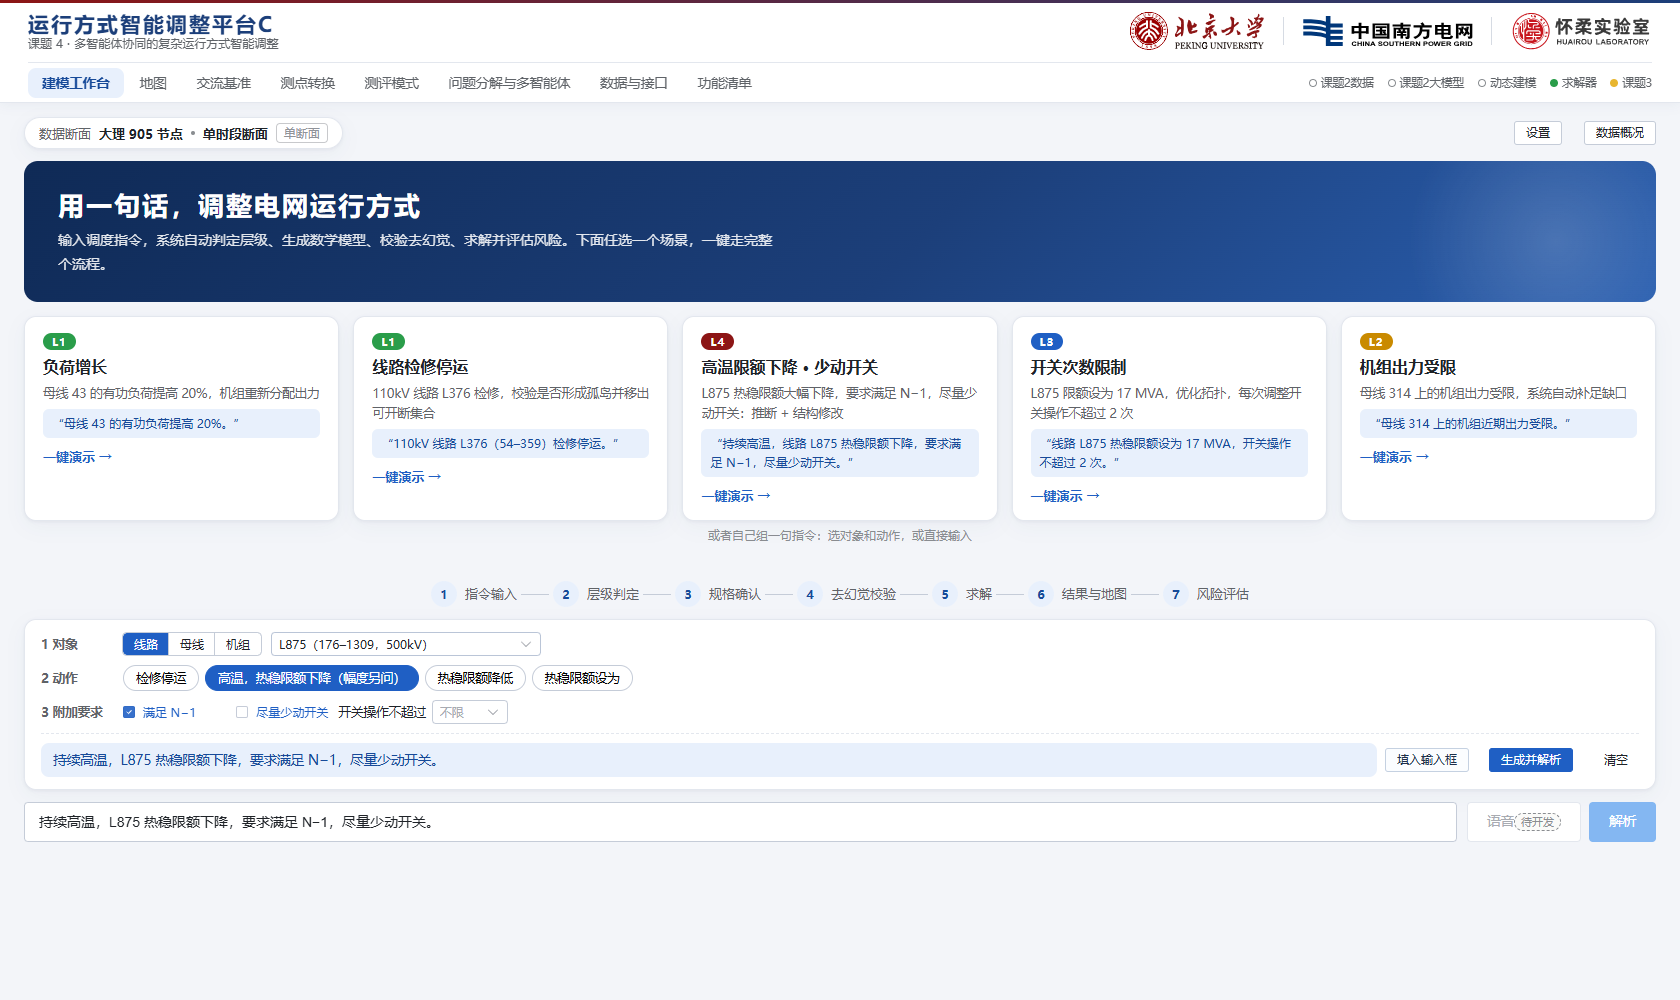 运行方式智能调整平台C
课题 4 · 多智能体协同的复杂运行方式智能调整
北京大学
PEKING UNIVERSITY
中国南方电网
CHINA SOUTHERN POWER GRID
怀柔实验室
HUAIROU LABORATORY
建模工作台 地图 交流基准 测点转换 测评模式 问题分解与多智能体 数据与接口 功能清单
课题2数据 课题2大模型 动态建模 求解器 课题3
数据断面 大理 905 节点 • 单时段断面 单断面
设置 数据概况
用一句话，调整电网运行方式
输入调度指令，系统自动判定层级、生成数学模型、校验去幻觉、求解并评估风险。下面任选一个场景，一键走完整
个流程。
L1
负荷增长
母线 43 的有功负荷提高 20%，机组重新分配出力
“母线 43 的有功负荷提高 20%。”
一键演示 →
L1
线路检修停运
110kV 线路 L376 检修，校验是否形成孤岛并移出
可开断集合
“110kV 线路 L376（54–359）检修停运。”
一键演示 →
L4
高温限额下降 • 少动开关
L875 热稳限额大幅下降，要求满足 N−1，尽量少
动开关：推断 + 结构修改
“持续高温，线路 L875 热稳限额下降，要求满
足 N−1，尽量少动开关。”
一键演示 →
L3
开关次数限制
L875 限额设为 17 MVA，优化拓扑，每次调整开
关操作不超过 2 次
“线路 L875 热稳限额设为 17 MVA，开关操作
不超过 2 次。”
一键演示 →
L2
机组出力受限
母线 314 上的机组出力受限，系统自动补足缺口
“母线 314 上的机组近期出力受限。”
一键演示 →
或者自己组一句指令：选对象和动作，或直接输入
1 指令输入 2 层级判定 3 规格确认 4 去幻觉校验 5 求解 6 结果与地图 7 风险评估
1 对象 线路 母线 机组 L875（176–1309，500kV）
2 动作 检修停运 高温，热稳限额下降（幅度另问） 热稳限额降低 热稳限额设为
3 附加要求 满足 N−1 尽量少动开关 开关操作不超过 不限
持续高温，L875 热稳限额下降，要求满足 N−1，尽量少动开关。 填入输入框 生成并解析 清空
持续高温，L875 热稳限额下降，要求满足 N−1，尽量少动开关。 语音 待开发 解析